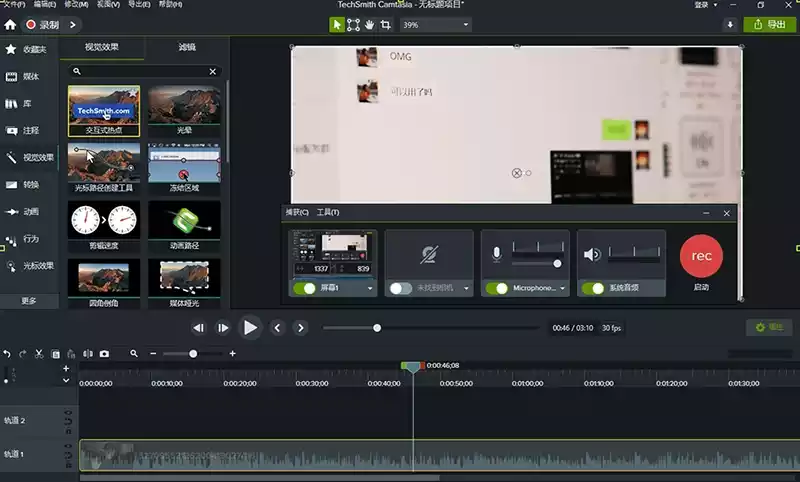 文件(F) 编辑(E) 修改(M) 视图(V) 帮助(H)
TechSmith Camtasia - 无标题项目*
登录
录制
39%
导出
收藏夹
媒体
库
注释
视觉效果
转换
动画
行为
光标效果
更多
视觉效果 滤镜
TechSmith.com
交互式热点 光晕
光标路径创建工具 冻结区域
剪辑速度 动画路径
圆角倒角 媒体哑光
OMG
可以用了吗
捕获(C) 工具(T)
1337 839
屏幕1
未找到相机
Microphone...
系统音频
rec
启动
00:46 / 03:10 30 fps
属性
0:00:46;08
0:00:00;00 0:00:10;00 0:00:20;00 0:00:30;00 0:00:40;00 0:00:50;00 0:01:00;00 0:01:10;00 0:01:20;00 0:01:30;00
轨道 2
轨道 1